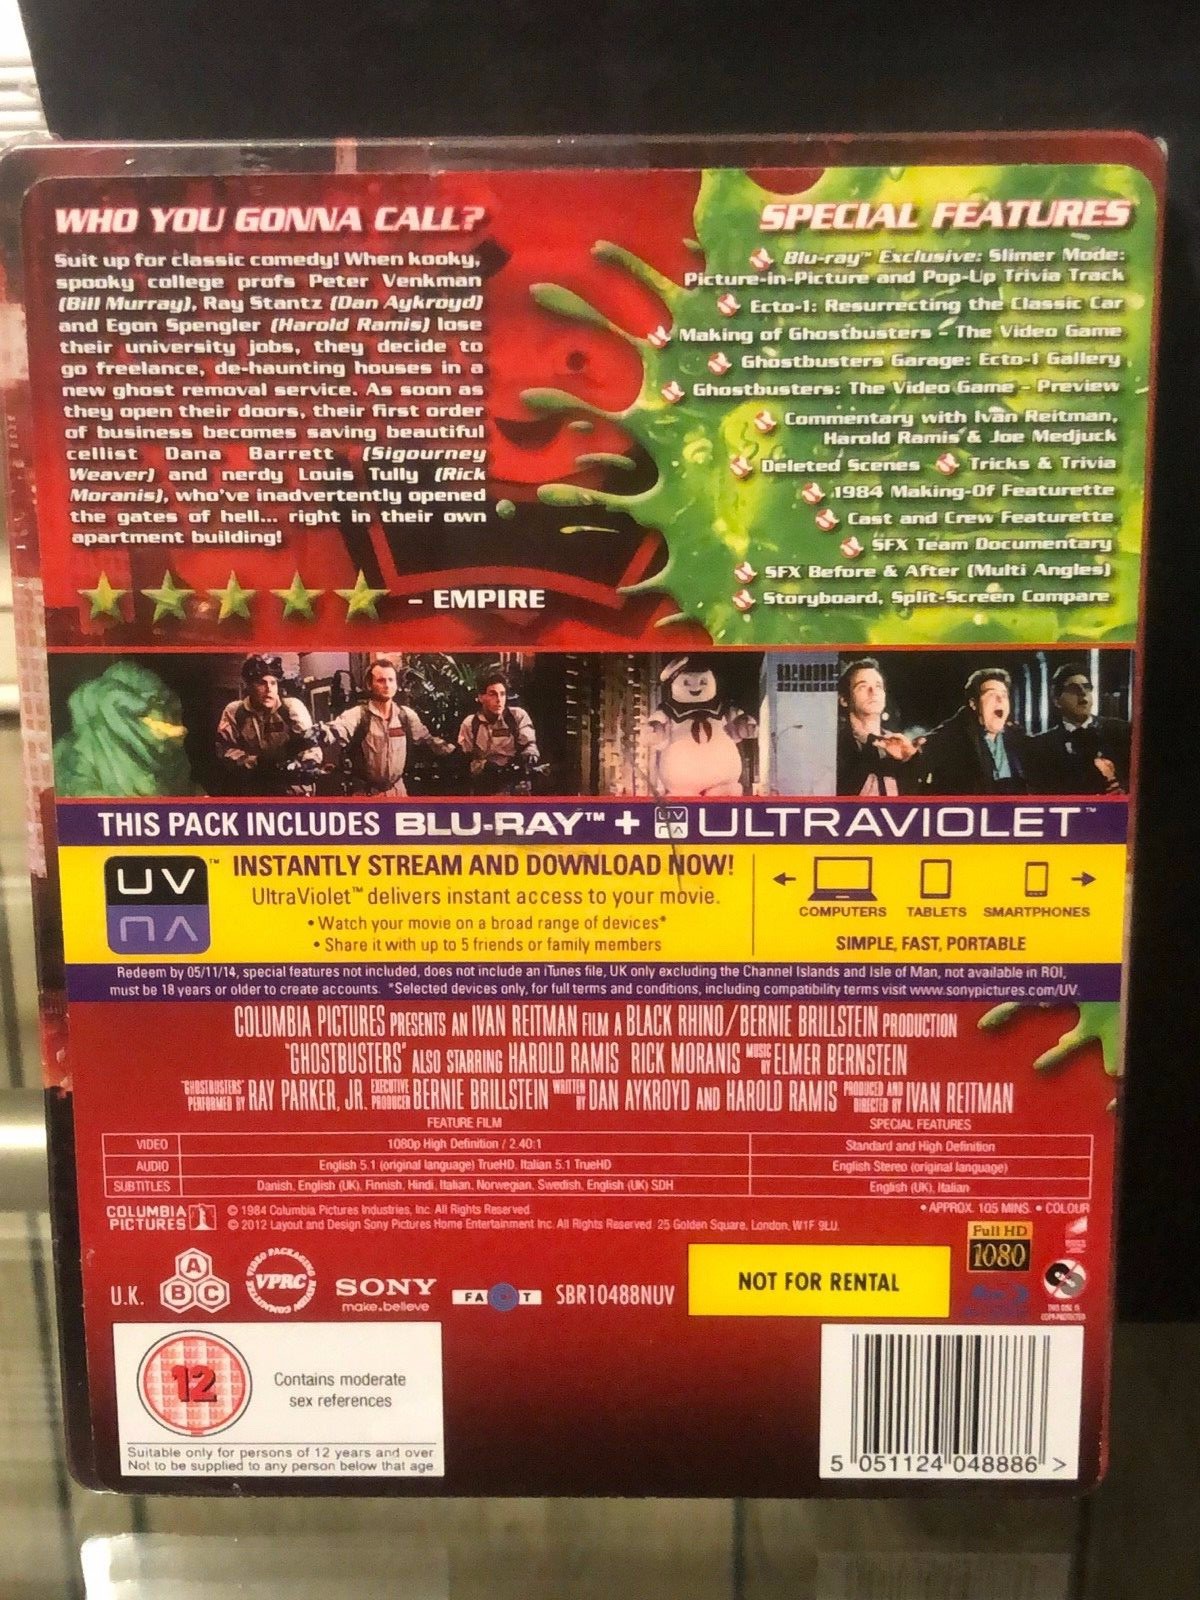 WHO YOU GONNA CALL?
Suit up for classic comedy! When kooky,
spooky college profs Peter Venkman
(Bill Murray), Ray Stantz (Dan Aykroyd)
and Egon Spengler (Harold Ramis) lose
their university jobs, they decide to
go freelance, de-haunting houses in a
new ghost removal service. As soon as
they open their doors, their first order
of business becomes saving beautiful
cellist Dana Barrett (Sigourney
Weaver) and nerdy Louis Tully (Rick
Moranis), who've inadvertently opened
the gates of hell... right in their own
apartment building!
– EMPIRE
SPECIAL FEATURES
Blu-ray™ Exclusive: Slimer Mode:
Picture-in-Picture and Pop-Up Trivia Track
Ecto-1: Resurrecting the Classic Car
Making of Ghostbusters – The Video Game
Ghostbusters Garage: Ecto-1 Gallery
Ghostbusters: The Video Game – Preview
Commentary with Ivan Reitman,
Harold Ramis & Joe Medjuck
Deleted Scenes Tricks & Trivia
1984 Making-Of Featurette
Cast and Crew Featurette
SFX Team Documentary
SFX Before & After (Multi Angles)
Storyboard, Split-Screen Compare
THIS PACK INCLUDES BLU-RAY™ + UV ULTRAVIOLET™
UV™
INSTANTLY STREAM AND DOWNLOAD NOW!
UltraViolet™ delivers instant access to your movie.
• Watch your movie on a broad range of devices*
• Share it with up to 5 friends or family members
COMPUTERS TABLETS SMARTPHONES
SIMPLE, FAST, PORTABLE
Redeem by 05/11/14, special features not included, does not include an iTunes file, UK only excluding the Channel Islands and Isle of Man, not available in ROI,
must be 18 years or older to create accounts. *Selected devices only, for full terms and conditions, including compatibility terms visit www.sonypictures.com/UV.
COLUMBIA PICTURES PRESENTS AN IVAN REITMAN FILM A BLACK RHINO/BERNIE BRILLSTEIN PRODUCTION
"GHOSTBUSTERS" ALSO STARRING HAROLD RAMIS RICK MORANIS MUSIC BY ELMER BERNSTEIN
"GHOSTBUSTERS" PERFORMED BY RAY PARKER, JR. EXECUTIVE PRODUCER BERNIE BRILLSTEIN WRITTEN BY DAN AYKROYD AND HAROLD RAMIS PRODUCED AND DIRECTED BY IVAN REITMAN
FEATURE FILM SPECIAL FEATURES
VIDEO 1080p High Definition / 2.40:1 Standard and High Definition
AUDIO English 5.1 (original language) TrueHD, Italian 5.1 TrueHD English Stereo (original language)
SUBTITLES Danish, English (UK), Finnish, Hindi, Italian, Norwegian, Swedish, English (UK) SDH English (UK), Italian
COLUMBIA
PICTURES
© 1984 Columbia Pictures Industries, Inc. All Rights Reserved.
© 2012 Layout and Design Sony Pictures Home Entertainment Inc. All Rights Reserved. 25 Golden Square, London, W1F 9LU.
• APPROX. 105 MINS. • COLOUR
Full HD
1080
U.K.
A
B C
VPRC
SONY
make.believe
FACT
SBR10488NUV
NOT FOR RENTAL
THIS DISC IS
COPY-PROTECTED
12
Contains moderate
sex references
Suitable only for persons of 12 years and over
Not to be supplied to any person below that age
5 051124 048886 >